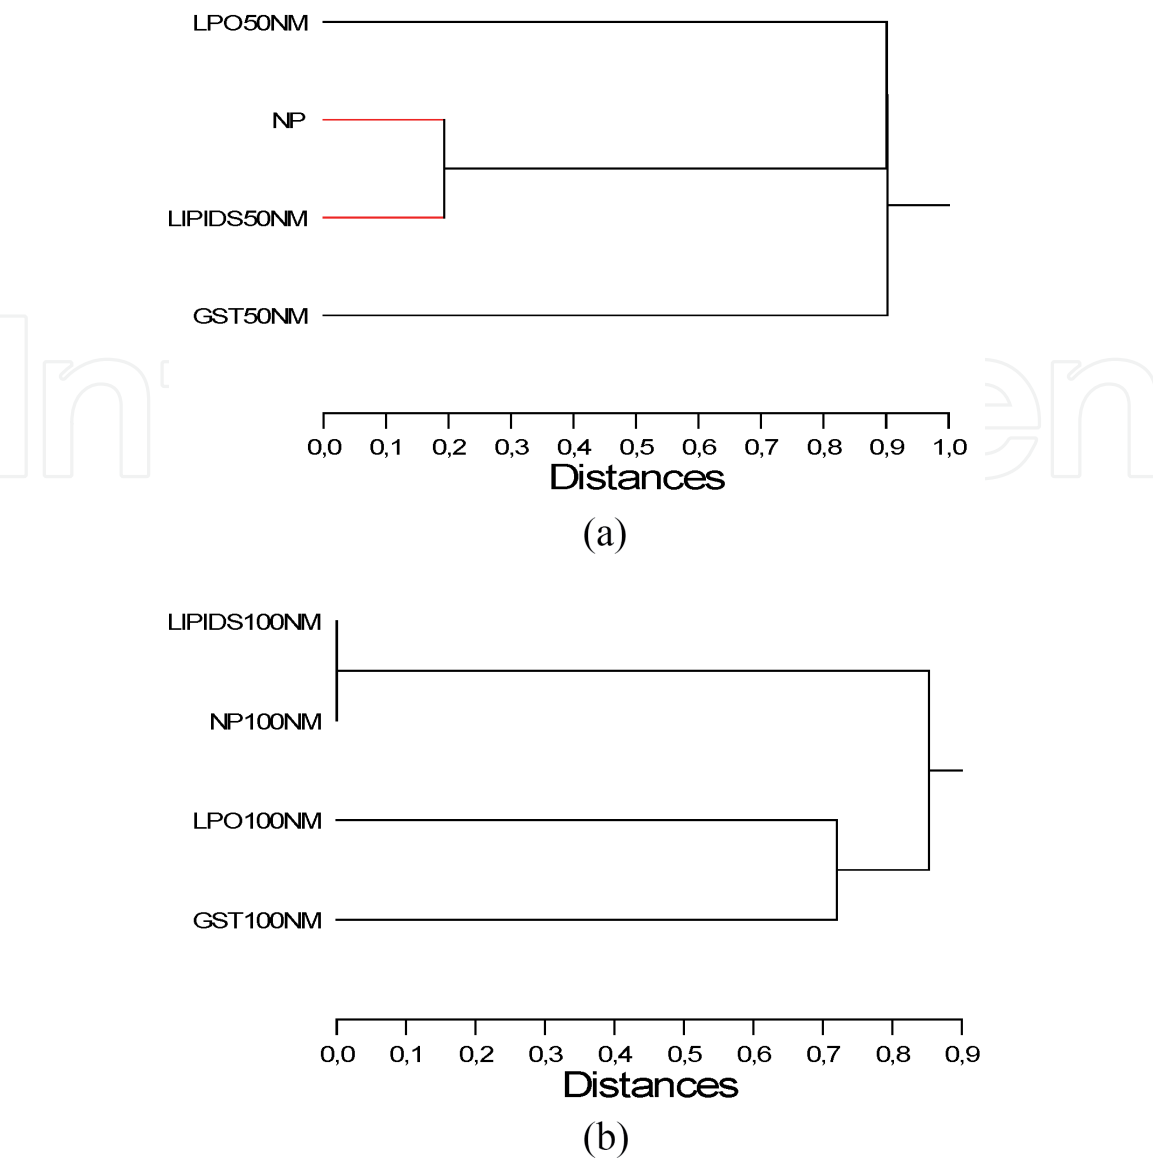 LPO50NM
NP
LIPIDS50NM
GST50NM
0,0 0,1 0,2 0,3 0,4 0,5 0,6 0,7 0,8 0,9 1,0
Distances
(a)
LIPIDS100NM
NP100NM
LPO100NM
GST100NM
0,0 0,1 0,2 0,3 0,4 0,5 0,6 0,7 0,8 0,9
Distances
(b)